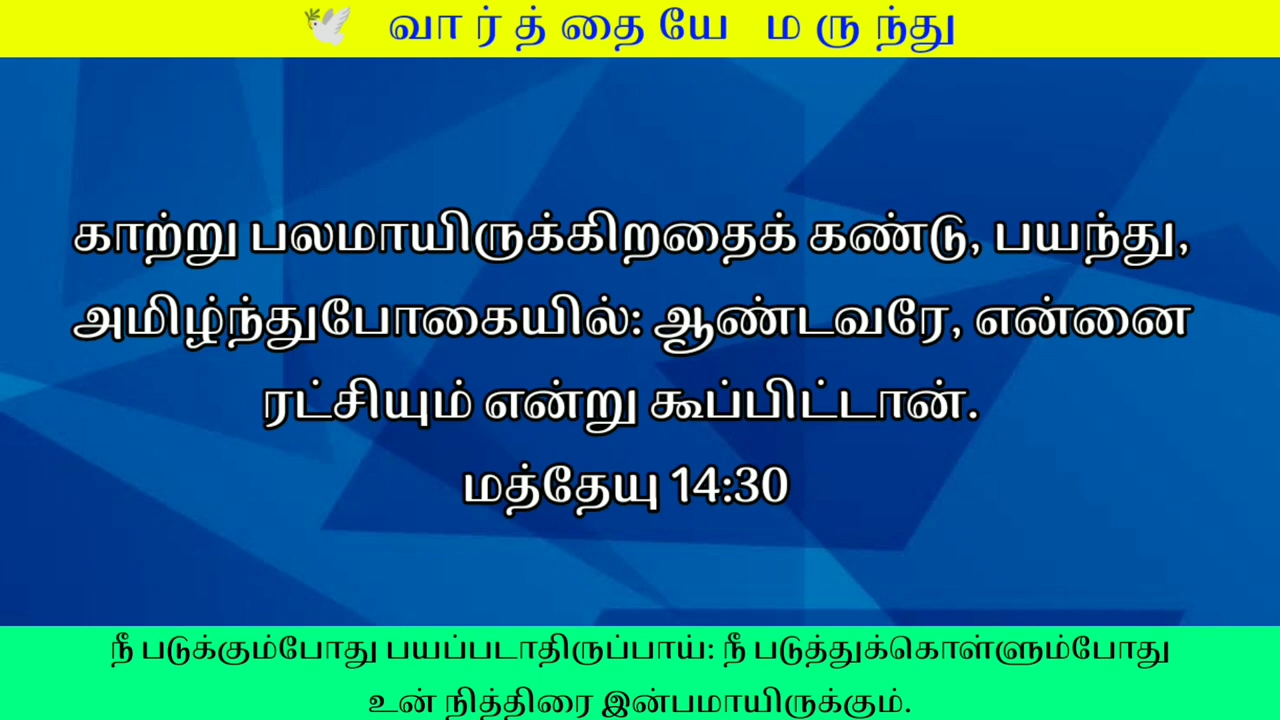 🕊️ வார்த்தையே மருந்து
காற்று பலமாயிருக்கிறதைக் கண்டு, பயந்து,
அமிழ்ந்துபோகையில்: ஆண்டவரே, என்னை
ரட்சியும் என்று கூப்பிட்டான்.
மத்தேயு 14:30
நீ படுக்கும்போது பயப்படாதிருப்பாய்: நீ படுத்துக்கொள்ளும்போது
உன் நித்திரை இன்பமாயிருக்கும்.